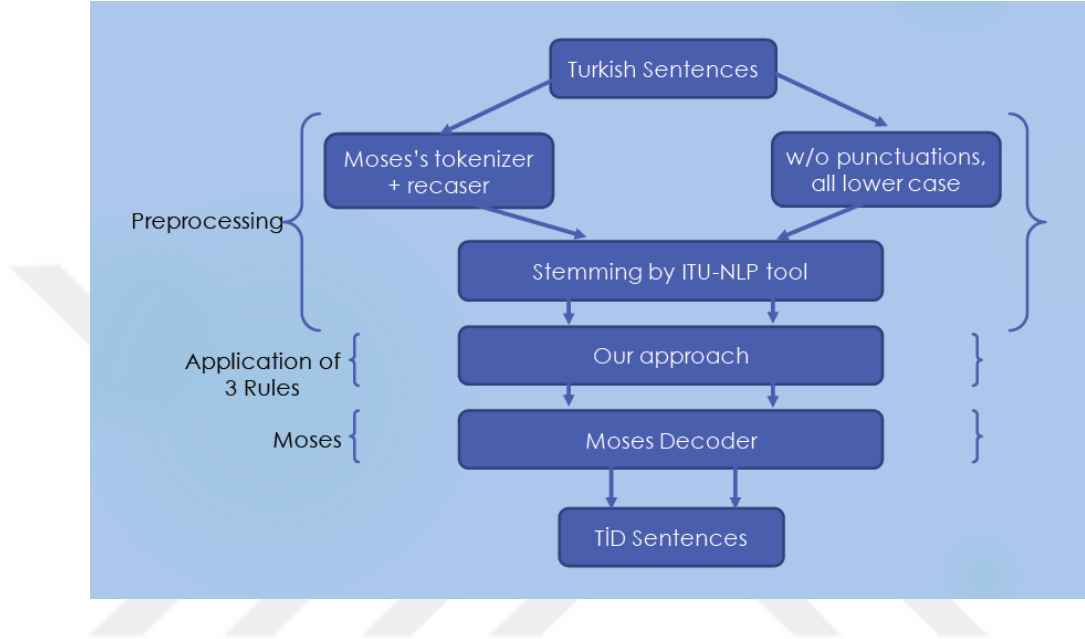 Turkish Sentences
Moses's tokenizer
+ recaser
w/o punctuations,
all lower case
Preprocessing
Stemming by ITU-NLP tool
Application of
3 Rules
Our approach
Moses
Moses Decoder
TİD Sentences